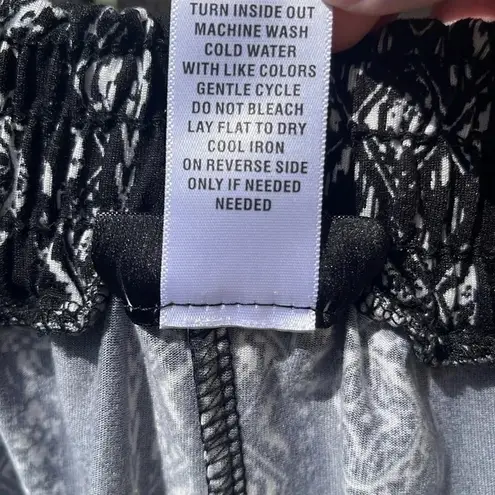 TURN INSIDE OUT
MACHINE WASH
COLD WATER
WITH LIKE COLORS
GENTLE CYCLE
DO NOT BLEACH
LAY FLAT TO DRY
COOL IRON
ON REVERSE SIDE
ONLY IF NEEDED
NEEDED